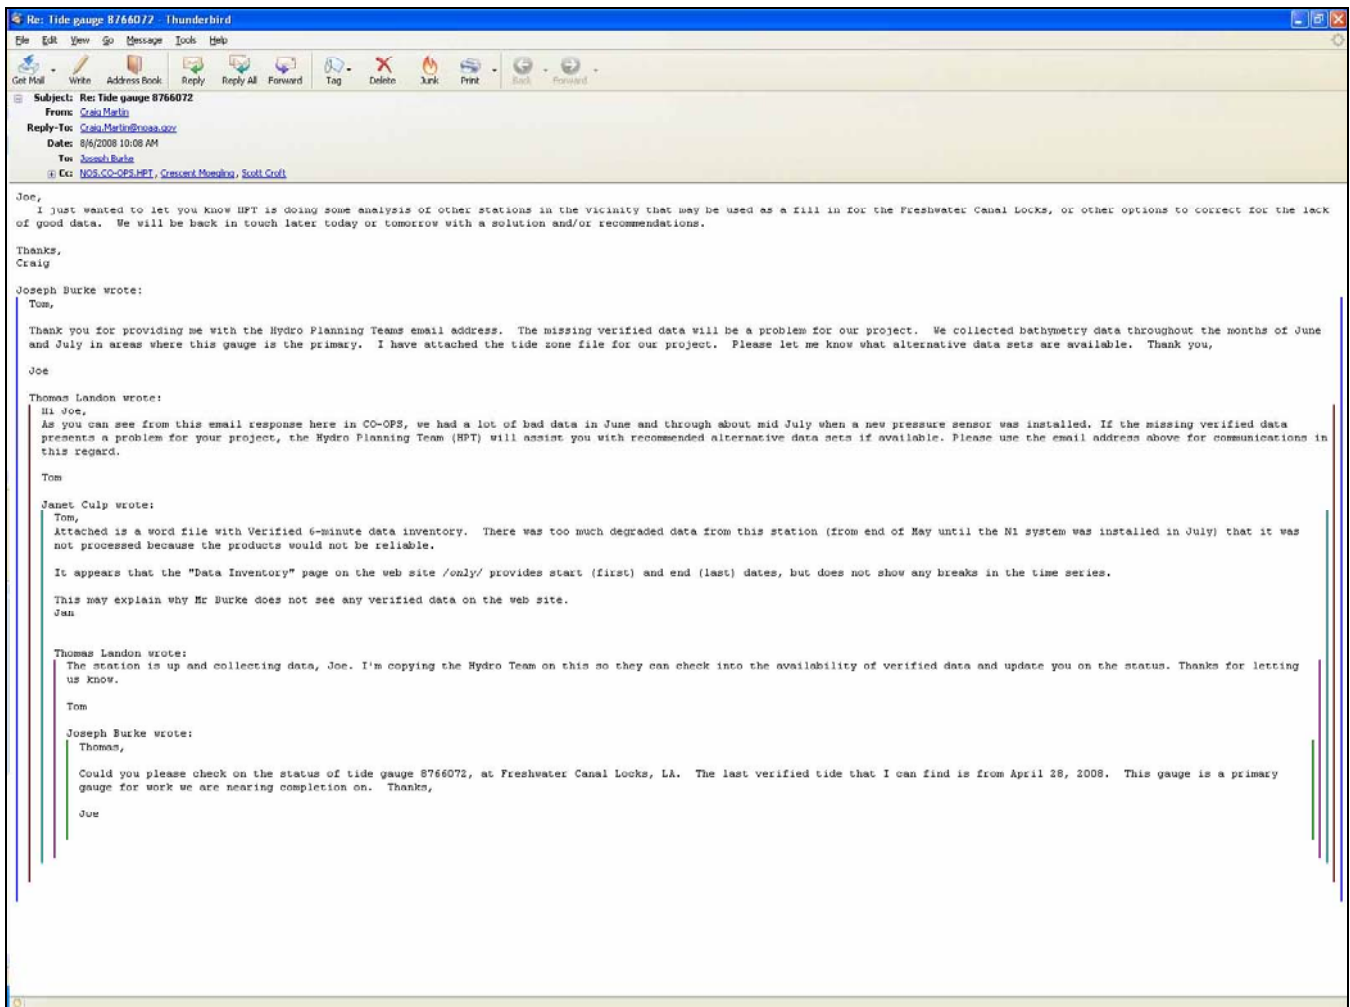 Re: Tide gauge 8766072 - Thunderbird
File Edit View Go Message Tools Help
Get Mail Write Address Book Reply Reply All Forward Tag Delete Junk Print Back Forward
Subject: Re: Tide gauge 8766072
From: Craig Martin
Reply-To: Craig.Martin@noaa.gov
Date: 8/6/2008 10:08 AM
To: Joseph Burke
Cc: NOS.CO-OPS.HPT, Crescent Moegling, Scott Croft
Joe,
I just wanted to let you know HPT is doing some analysis of other stations in the vicinity that may be used as a fill in for the Freshwater Canal Locks, or other options to correct for the lack
of good data. We will be back in touch later today or tomorrow with a solution and/or recommendations.
Thanks,
Craig
Joseph Burke wrote:
Tom,
Thank you for providing me with the Hydro Planning Teams email address. The missing verified data will be a problem for our project. We collected bathymetry data throughout the months of June
and July in areas where this gauge is the primary. I have attached the tide zone file for our project. Please let me know what alternative data sets are available. Thank you,
Joe
Thomas Landon wrote:
Hi Joe,
As you can see from this email response here in CO-OPS, we had a lot of bad data in June and through about mid July when a new pressure sensor was installed. If the missing verified data
presents a problem for your project, the Hydro Planning Team (HPT) will assist you with recommended alternative data sets if available. Please use the email address above for communications in
this regard.
Tom
Janet Culp wrote:
Tom,
Attached is a word file with Verified 6-minute data inventory. There was too much degraded data from this station (from end of May until the N1 system was installed in July) that it was
not processed because the products would not be reliable.
It appears that the "Data Inventory" page on the web site /only/ provides start (first) and end (last) dates, but does not show any breaks in the time series.
This may explain why Mr Burke does not see any verified data on the web site.
Jan
Thomas Landon wrote:
The station is up and collecting data, Joe. I'm copying the Hydro Team on this so they can check into the availability of verified data and update you on the status. Thanks for letting
us know.
Tom
Joseph Burke wrote:
Thomas,
Could you please check on the status of tide gauge 8766072, at Freshwater Canal Locks, LA. The last verified tide that I can find is from April 28, 2008. This gauge is a primary
gauge for work we are nearing completion on. Thanks,
Joe